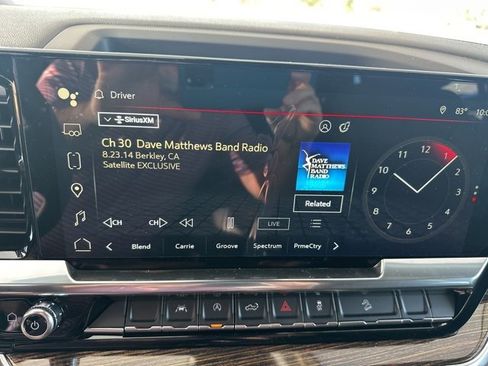 Driver
83° 10:0
SiriusXM
Ch 30 Dave Matthews Band Radio
8.23.14 Berkley, CA
Satellite EXCLUSIVE
DAVE
MATTHEWS
BAND
RADIO
Related
12
1
2
3
4
5
6
7
8
9
10
11
CH
CH
LIVE
Blend Carrie Groove Spectrum PrmeCtry